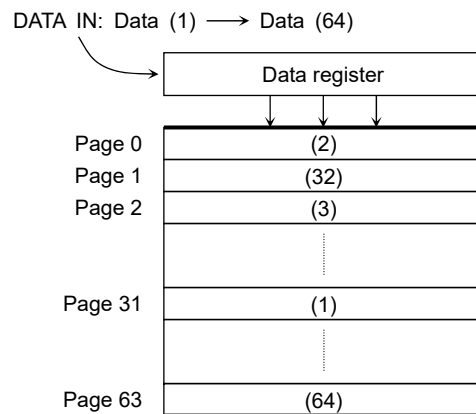 DATA IN: Data (1) → Data (64)
Data register
Page 0 (2)
Page 1 (32)
Page 2 (3)
Page 31 (1)
Page 63 (64)